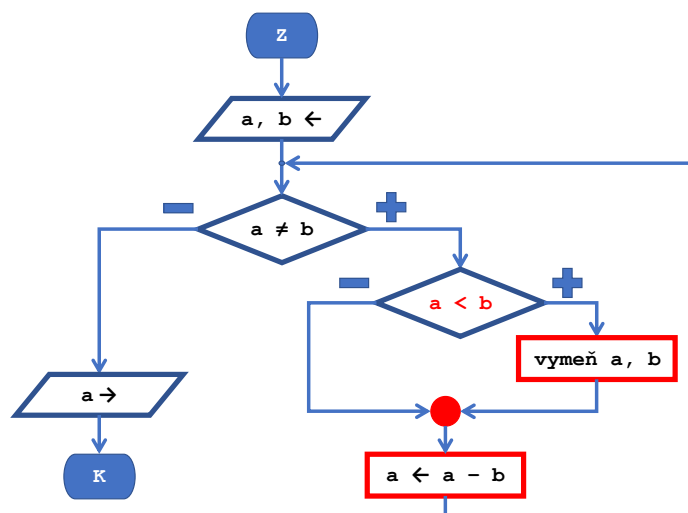 Z
a, b ←
a ≠ b
a < b
vymeň a, b
a →
a ← a – b
K